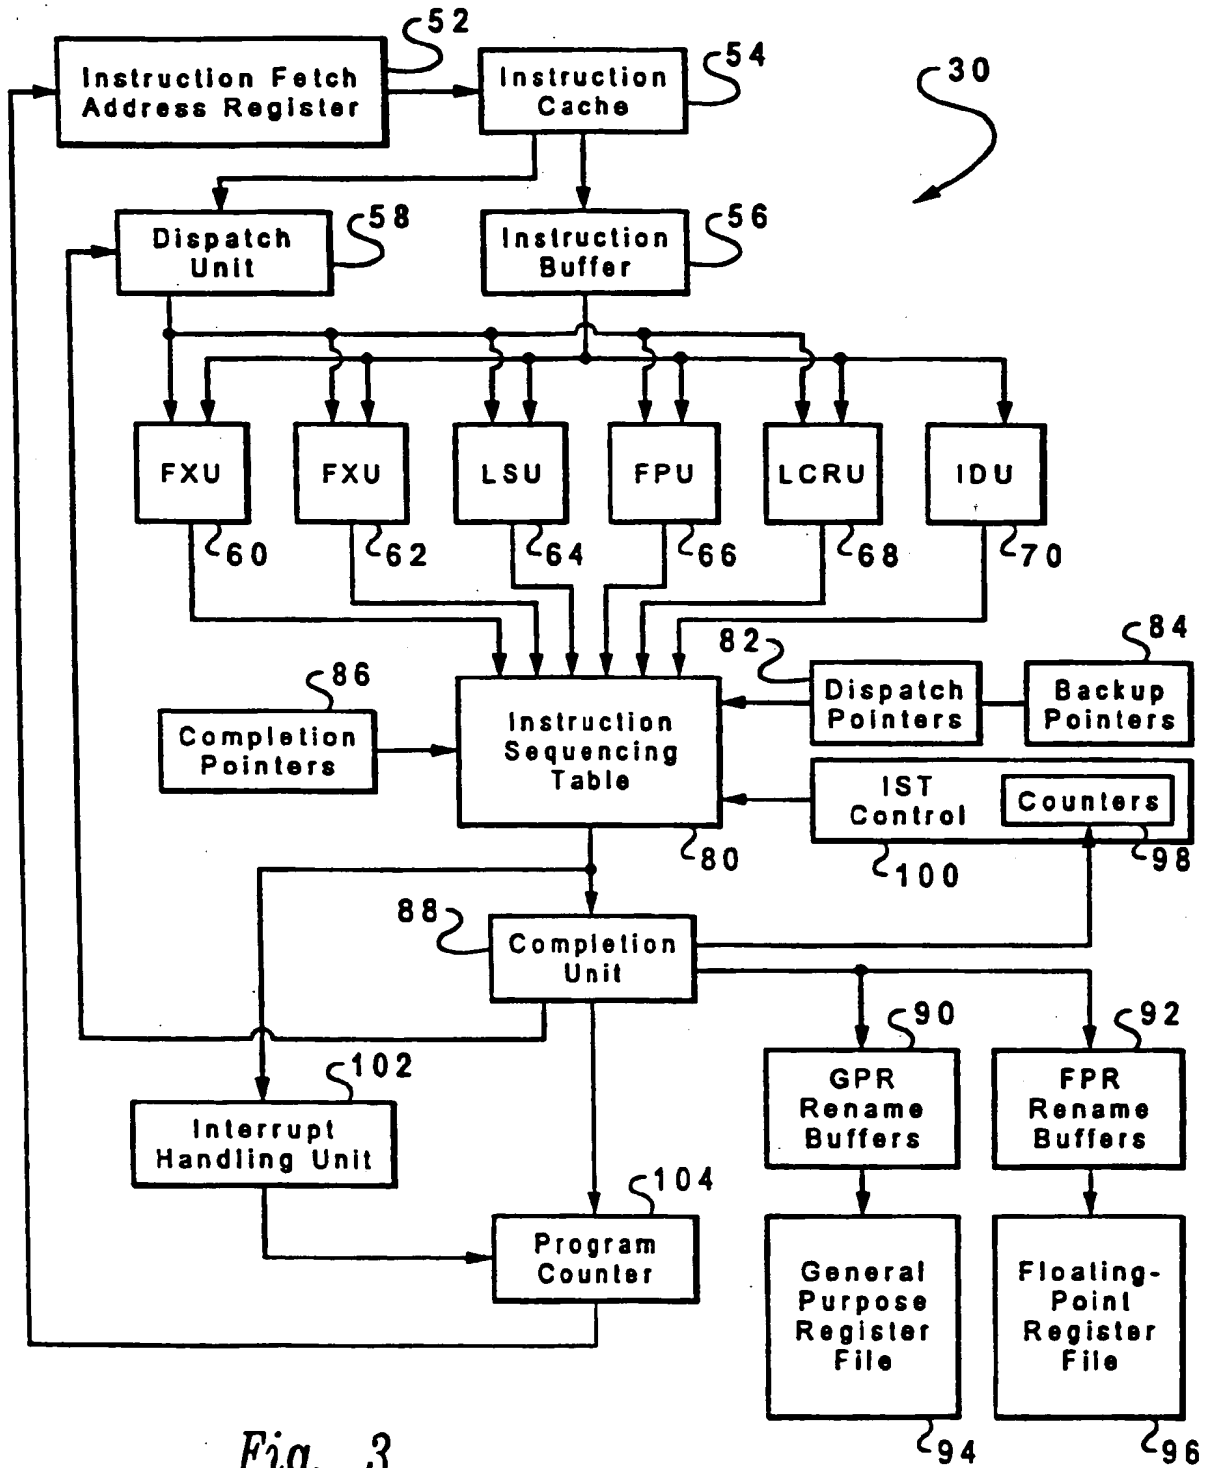 52
Instruction Fetch
Address Register
Instruction
Cache
54
30
Dispatch
Unit
58
Instruction
Buffer
56
FXU
FXU
LSU
FPU
LCRU
IDU
60
62
64
66
68
70
82
84
86
Dispatch
Pointers
Backup
Pointers
Completion
Pointers
Instruction
Sequencing
Table
IST
Control
Counters
80
100
98
88
Completion
Unit
90
92
102
GPR
Rename
Buffers
FPR
Rename
Buffers
Interrupt
Handling Unit
104
Program
Counter
General
Purpose
Register
File
Floating-
Point
Register
File
94
96
Fig. 3